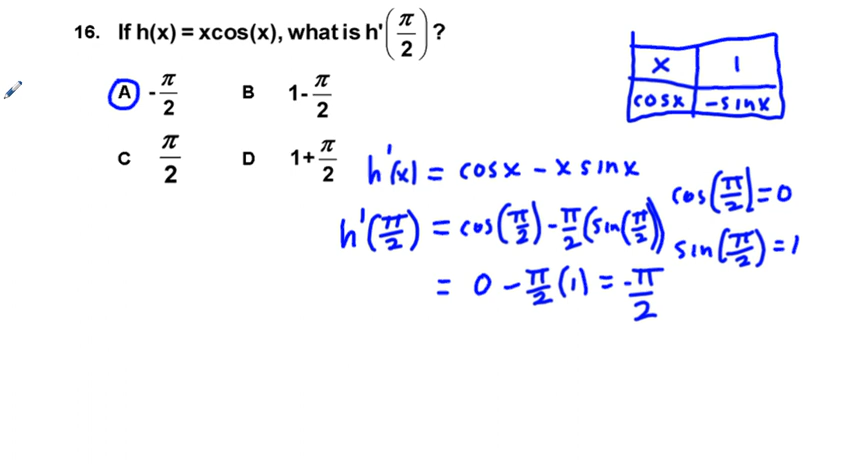 16. If h(x) = xcos(x), what is h'(π/2)?
x | 1
cosx | -sinx
A -π/2 B 1-π/2
C π/2 D 1+π/2
h'(x) = cosx - x sinx
h'(π/2) = cos(π/2) - π/2(sin(π/2))
cos(π/2)=0
sin(π/2)=1
= 0 - π/2(1) = -π/2